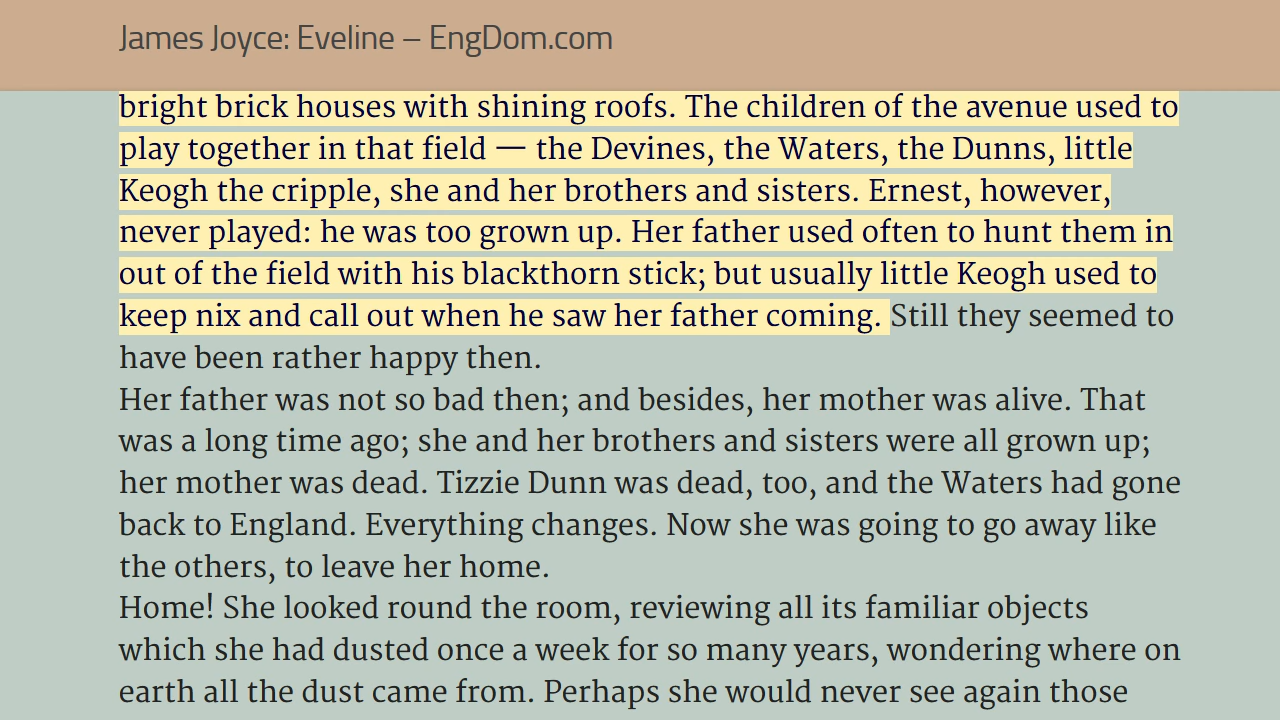 James Joyce: Eveline – EngDom.com
bright brick houses with shining roofs. The children of the avenue used to
play together in that field — the Devines, the Waters, the Dunns, little
Keogh the cripple, she and her brothers and sisters. Ernest, however,
never played: he was too grown up. Her father used often to hunt them in
out of the field with his blackthorn stick; but usually little Keogh used to
keep nix and call out when he saw her father coming. Still they seemed to
have been rather happy then.
Her father was not so bad then; and besides, her mother was alive. That
was a long time ago; she and her brothers and sisters were all grown up;
her mother was dead. Tizzie Dunn was dead, too, and the Waters had gone
back to England. Everything changes. Now she was going to go away like
the others, to leave her home.
Home! She looked round the room, reviewing all its familiar objects
which she had dusted once a week for so many years, wondering where on
earth all the dust came from. Perhaps she would never see again those